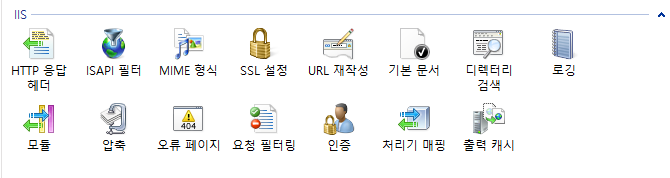 IIS
HTTP 응답 ISAPI 필터 MIME 형식 SSL 설정 URL 재작성 기본 문서 디렉터리 로깅
헤더 검색
404
모듈 압축 오류 페이지 요청 필터링 인증 처리기 매핑 출력 캐시